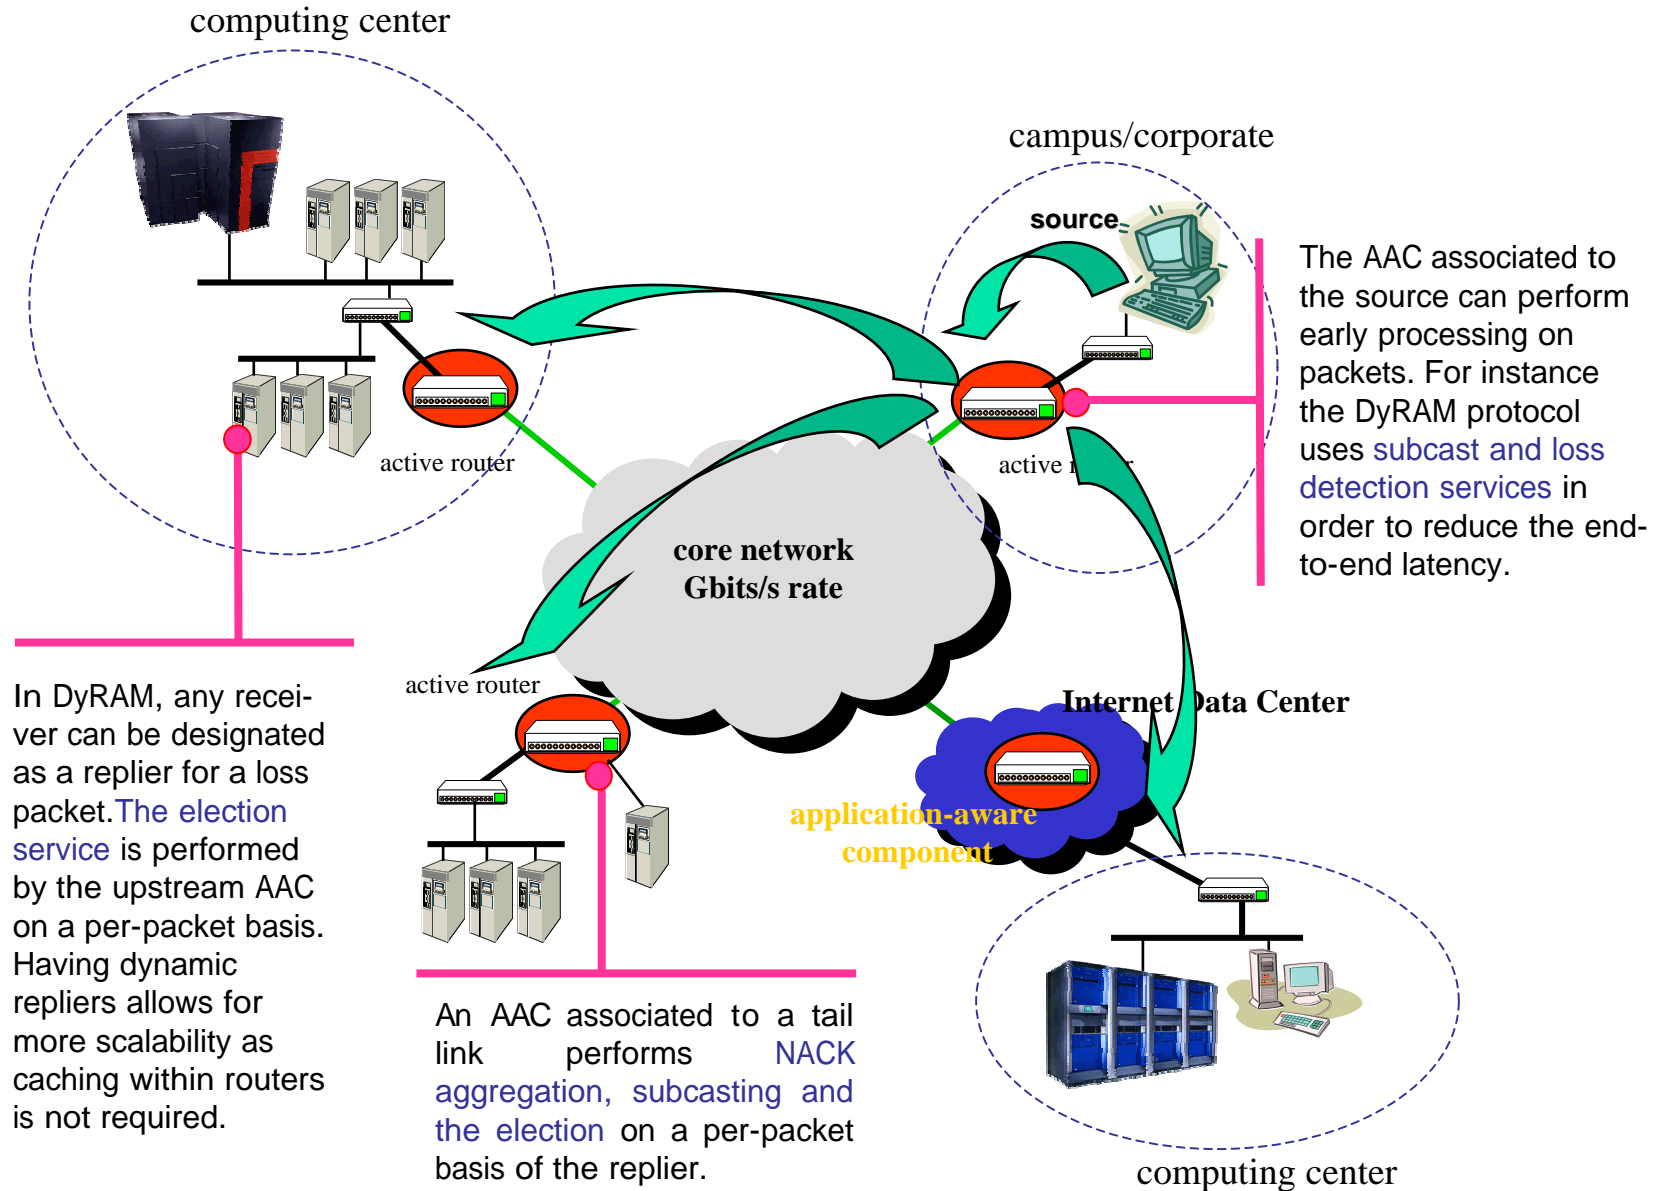 computing center
campus/corporate
source
The AAC associated to
the source can perform
early processing on
packets. For instance
the DyRAM protocol
uses subcast and loss
detection services in
order to reduce the end-
to-end latency.
active router
active router
core network
Gbits/s rate
active router
In DyRAM, any recei-
ver can be designated
as a replier for a loss
packet.The election
service is performed
by the upstream AAC
on a per-packet basis.
Having dynamic
repliers allows for
more scalability as
caching within routers
is not required.
Internet Data Center
application-aware
component
An AAC associated to a tail
link performs NACK
aggregation, subcasting and
the election on a per-packet
basis of the replier.
computing center